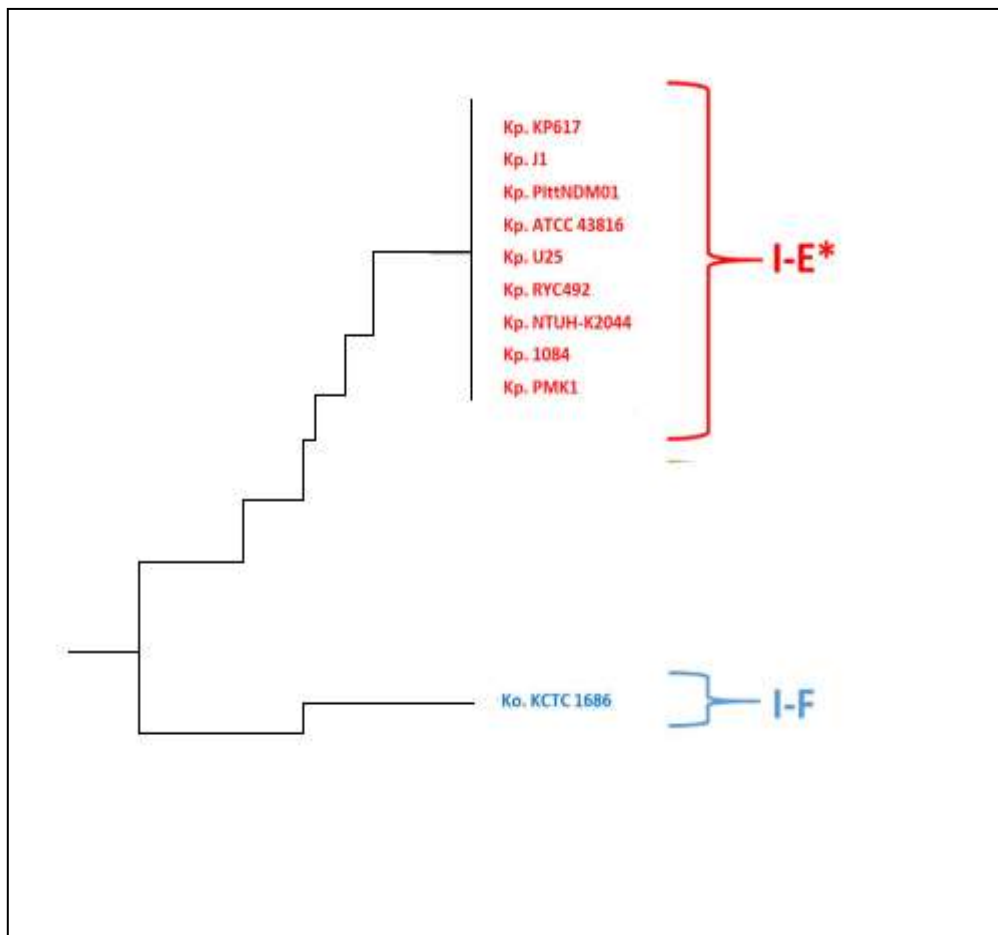 Kp. KP617
Kp. J1
Kp. PittNDM01
Kp. ATCC 43816
Kp. U25
Kp. RYC492
Kp. NTUH-K2044
Kp. 1084
Kp. PMK1
I-E*
Ko. KCTC 1686
I-F